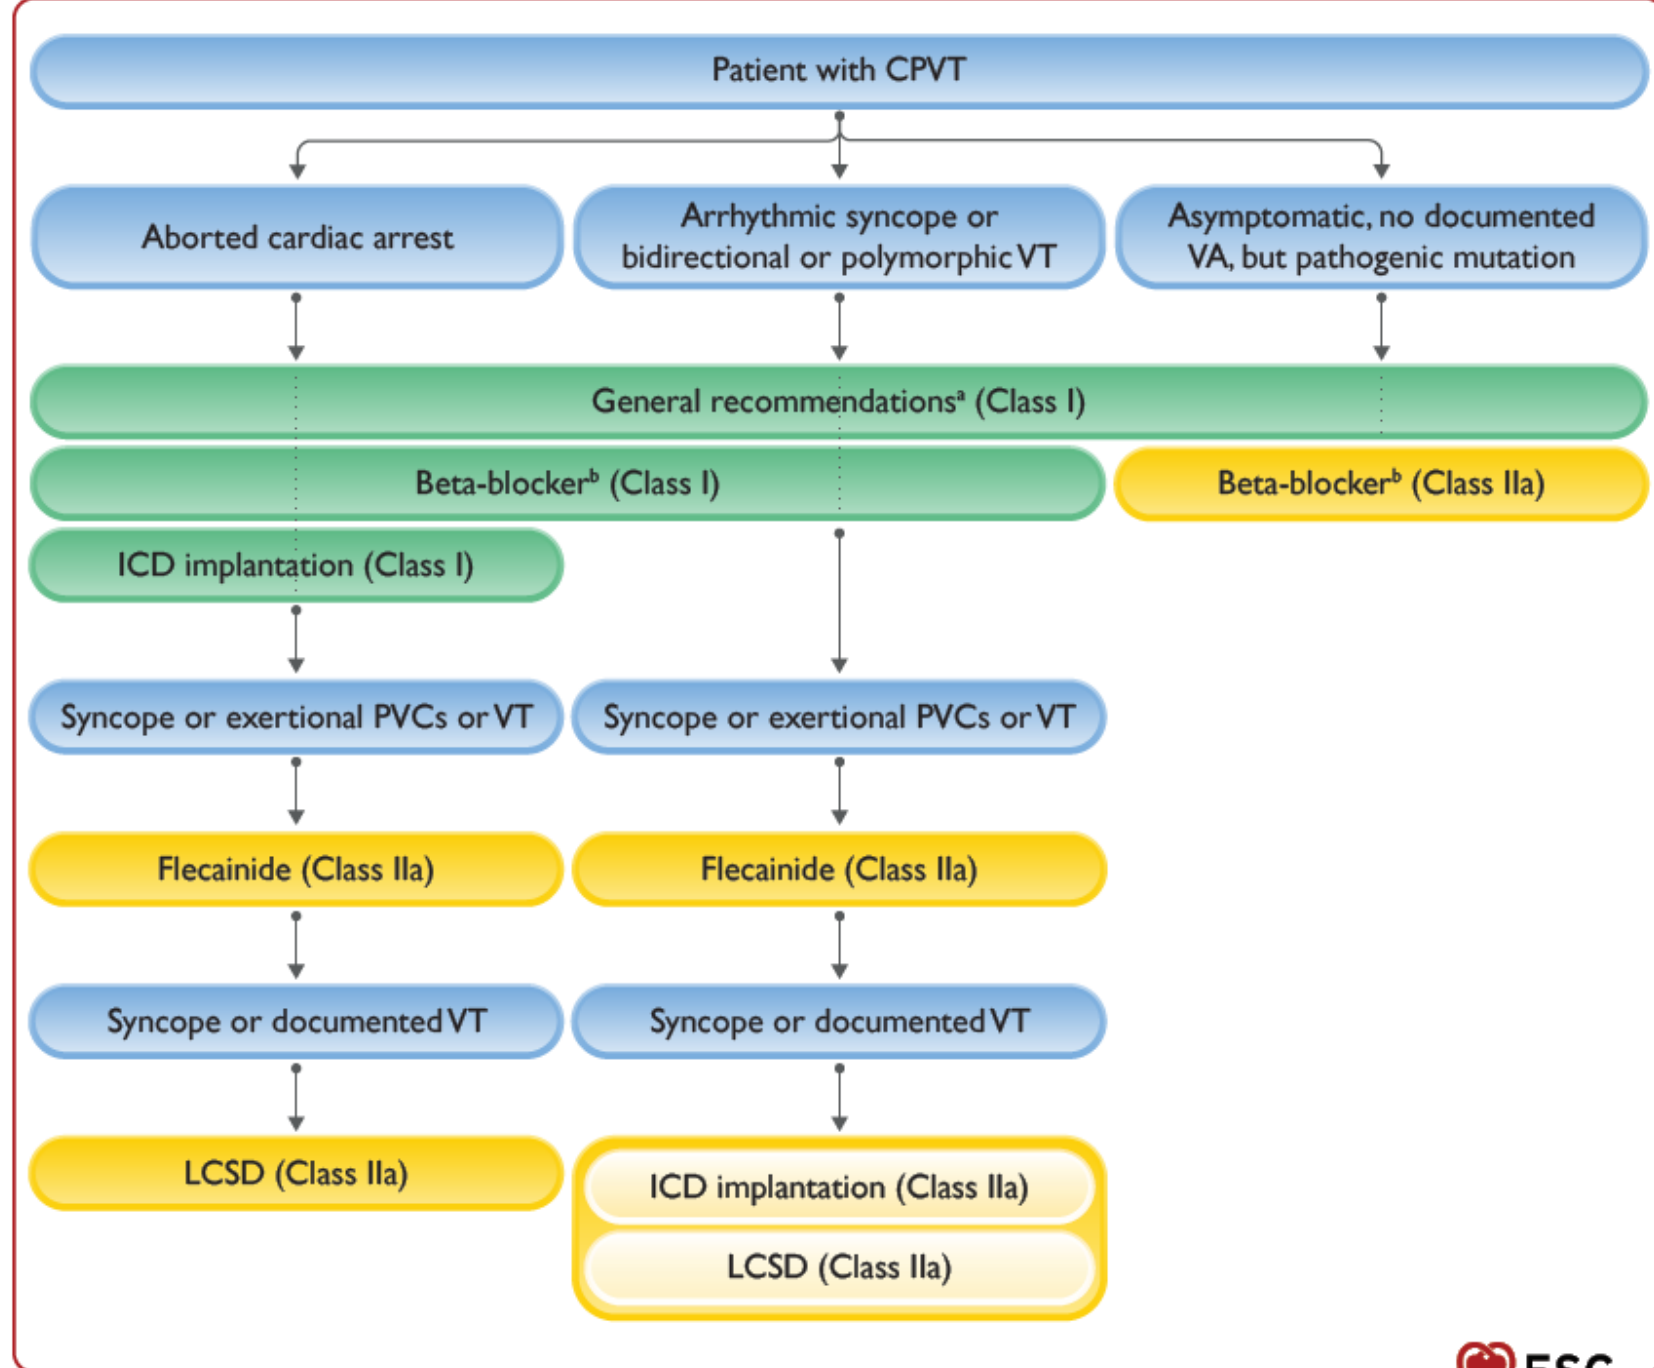 Patient with CPVT
Aborted cardiac arrest
Arrhythmic syncope or
bidirectional or polymorphic VT
Asymptomatic, no documented
VA, but pathogenic mutation
General recommendationsᵃ (Class I)
Beta-blockerᵇ (Class I)
Beta-blockerᵇ (Class IIa)
ICD implantation (Class I)
Syncope or exertional PVCs or VT
Syncope or exertional PVCs or VT
Flecainide (Class IIa)
Flecainide (Class IIa)
Syncope or documented VT
Syncope or documented VT
LCSD (Class IIa)
ICD implantation (Class IIa)
LCSD (Class IIa)
ESC